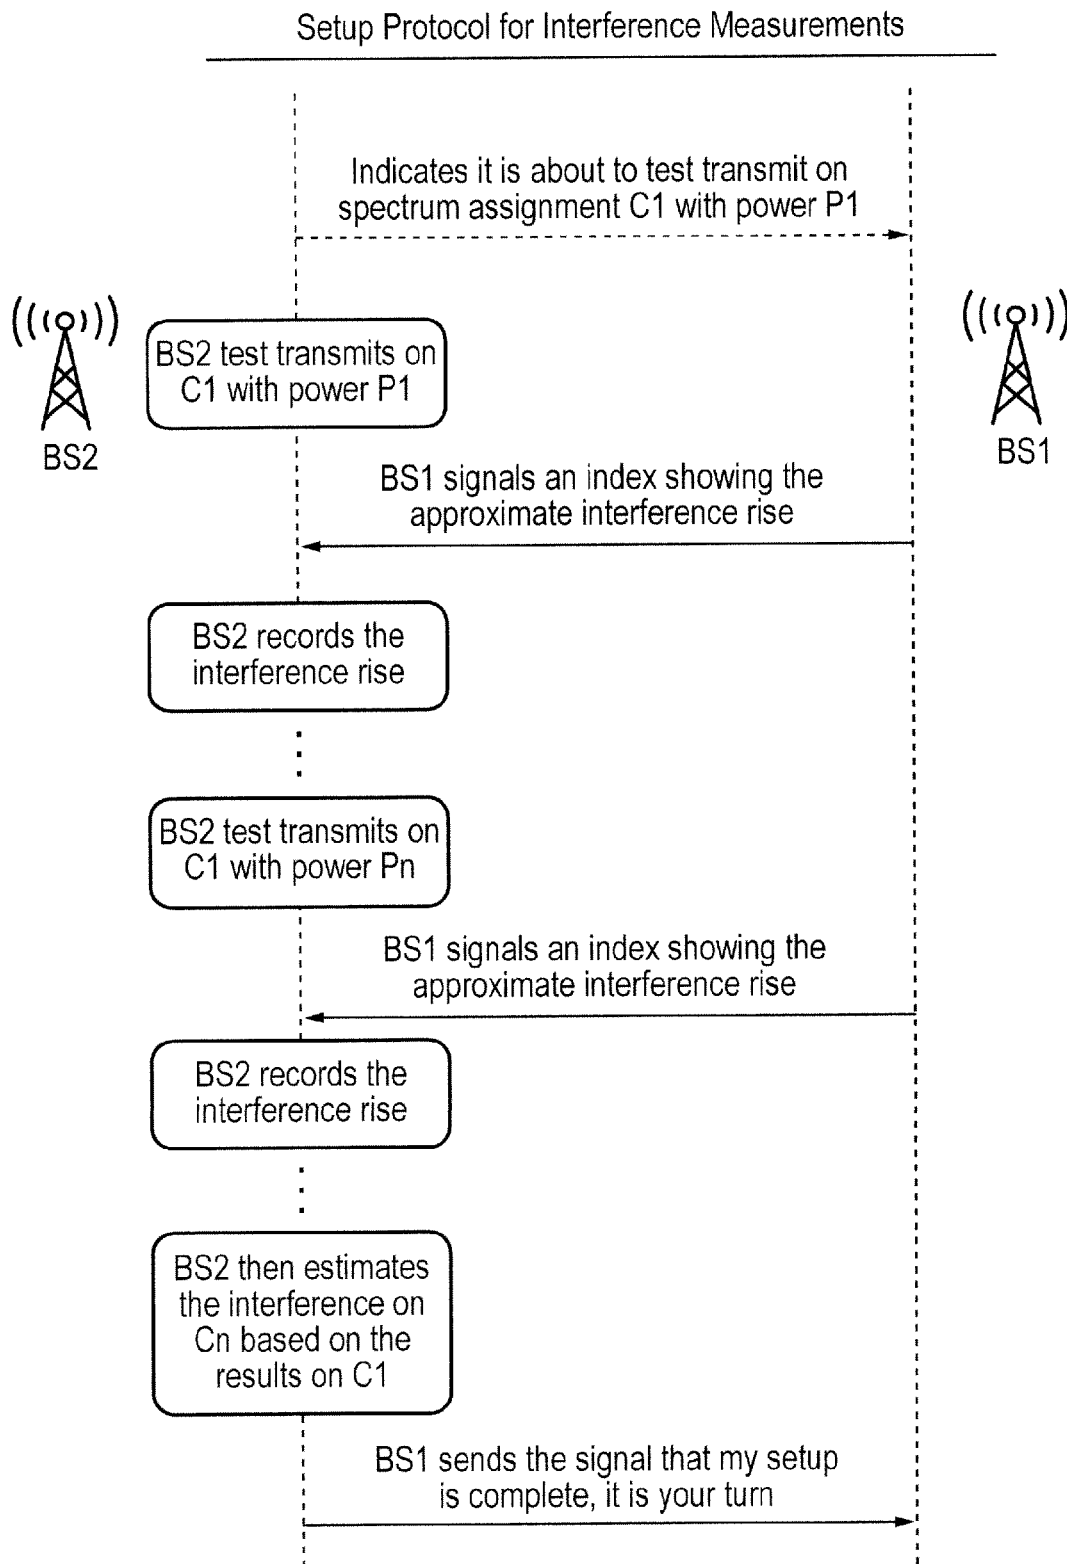 Setup Protocol for Interference Measurements
Indicates it is about to test transmit on
spectrum assignment C1 with power P1
BS2 test transmits on
C1 with power P1
BS2
BS1
BS1 signals an index showing the
approximate interference rise
BS2 records the
interference rise
BS2 test transmits on
C1 with power Pn
BS1 signals an index showing the
approximate interference rise
BS2 records the
interference rise
BS2 then estimates
the interference on
Cn based on the
results on C1
BS1 sends the signal that my setup
is complete, it is your turn